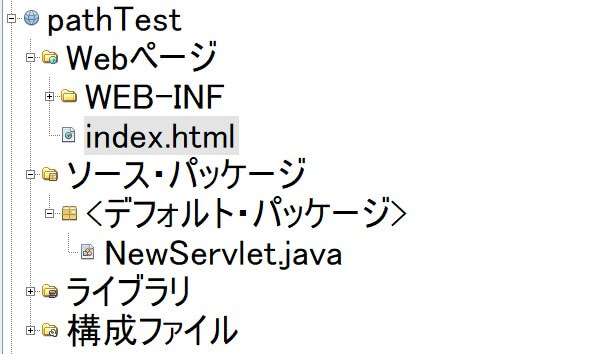 pathTest
Webページ
WEB-INF
index.html
ソース・パッケージ
<デフォルト・パッケージ>
NewServlet.java
ライブラリ
構成ファイル